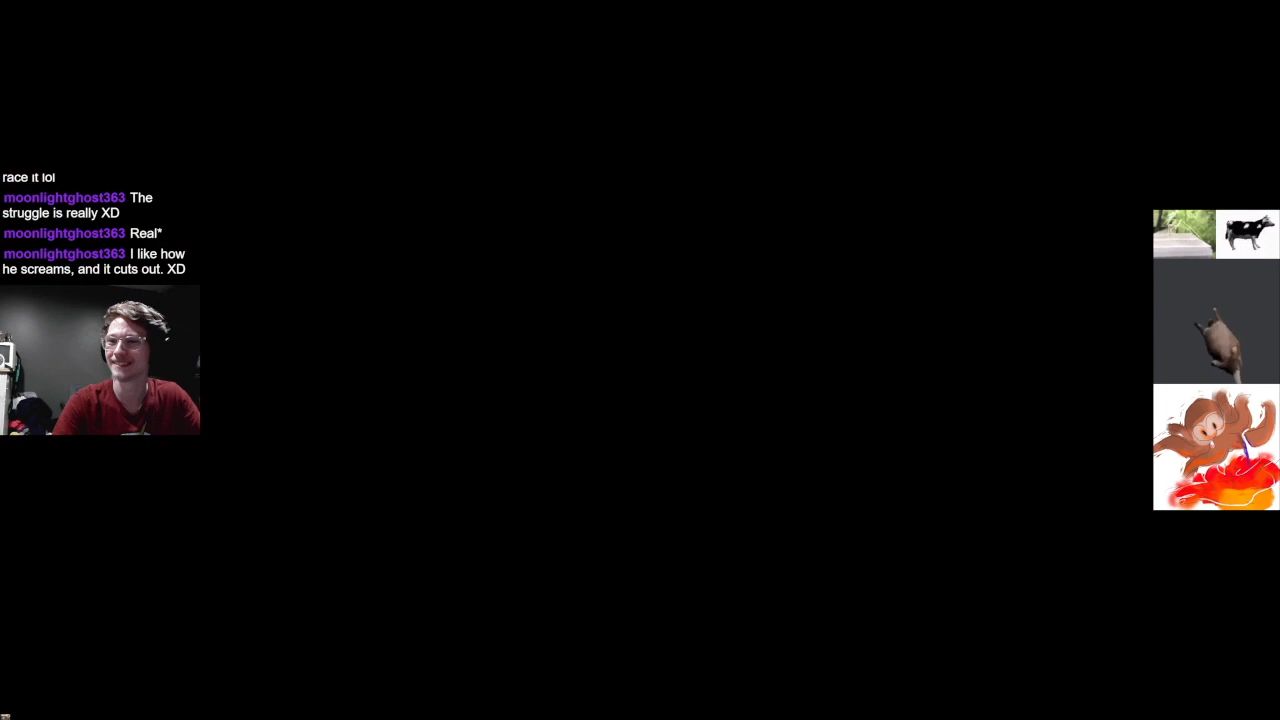 race it lol
moonlightghost363 The
struggle is really XD
moonlightghost363 Real*
moonlightghost363 I like how
he screams, and it cuts out. XD